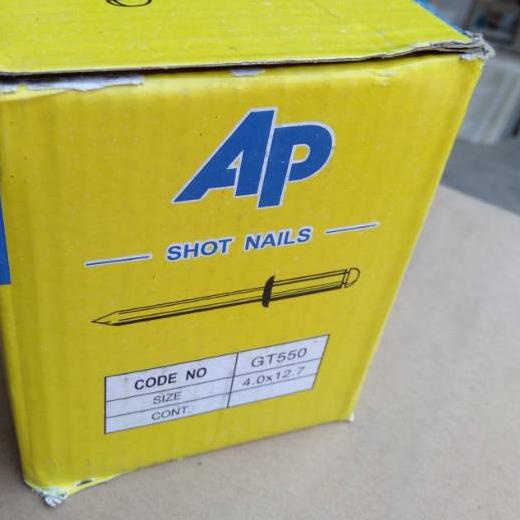 AP
SHOT NAILS
CODE NO GT550
SIZE 4.0x12.7
CONT.